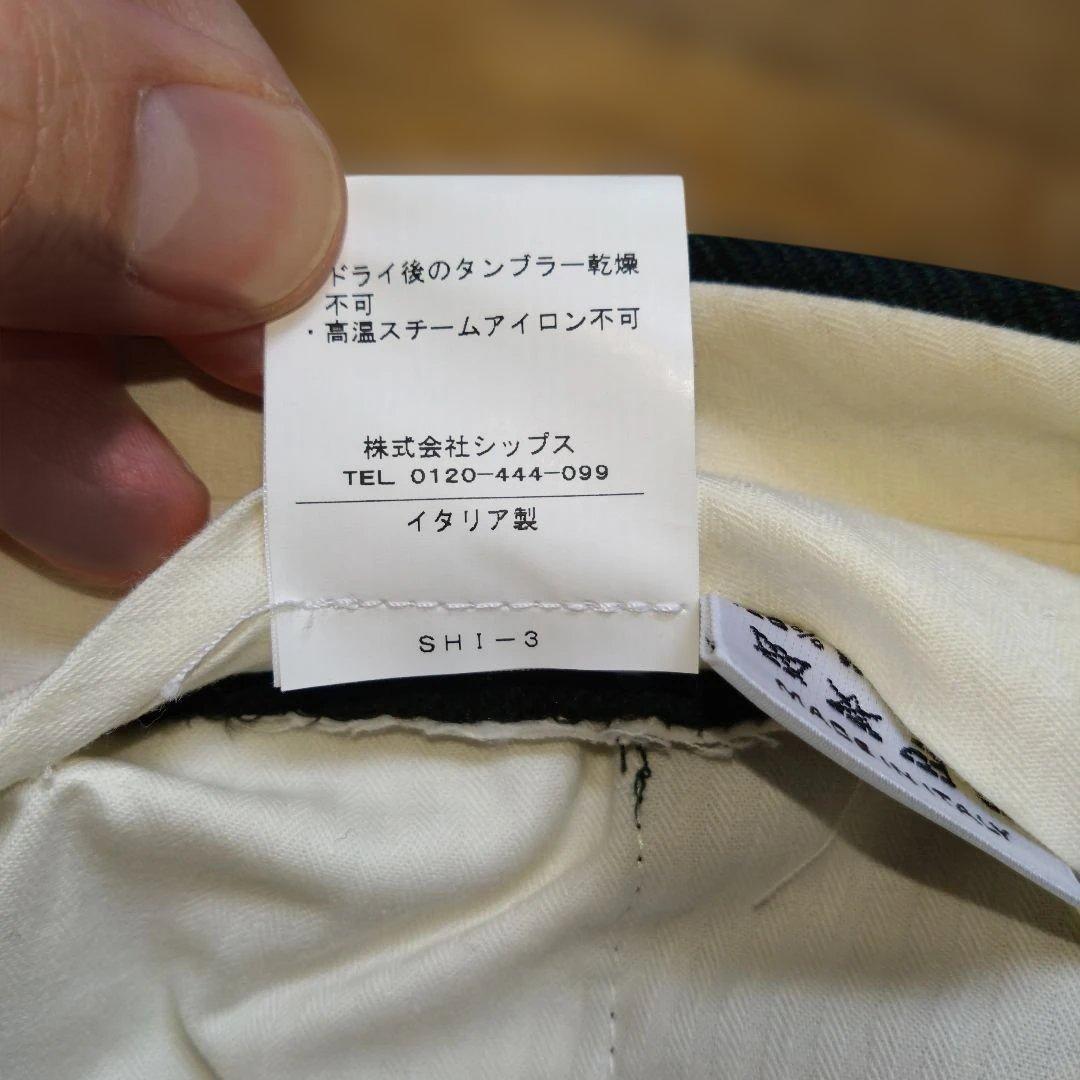 ドライ後のタンブラー乾燥
不可
・高温スチームアイロン不可
株式会社シップス
TEL 0120-444-099
イタリア製
SHI-3